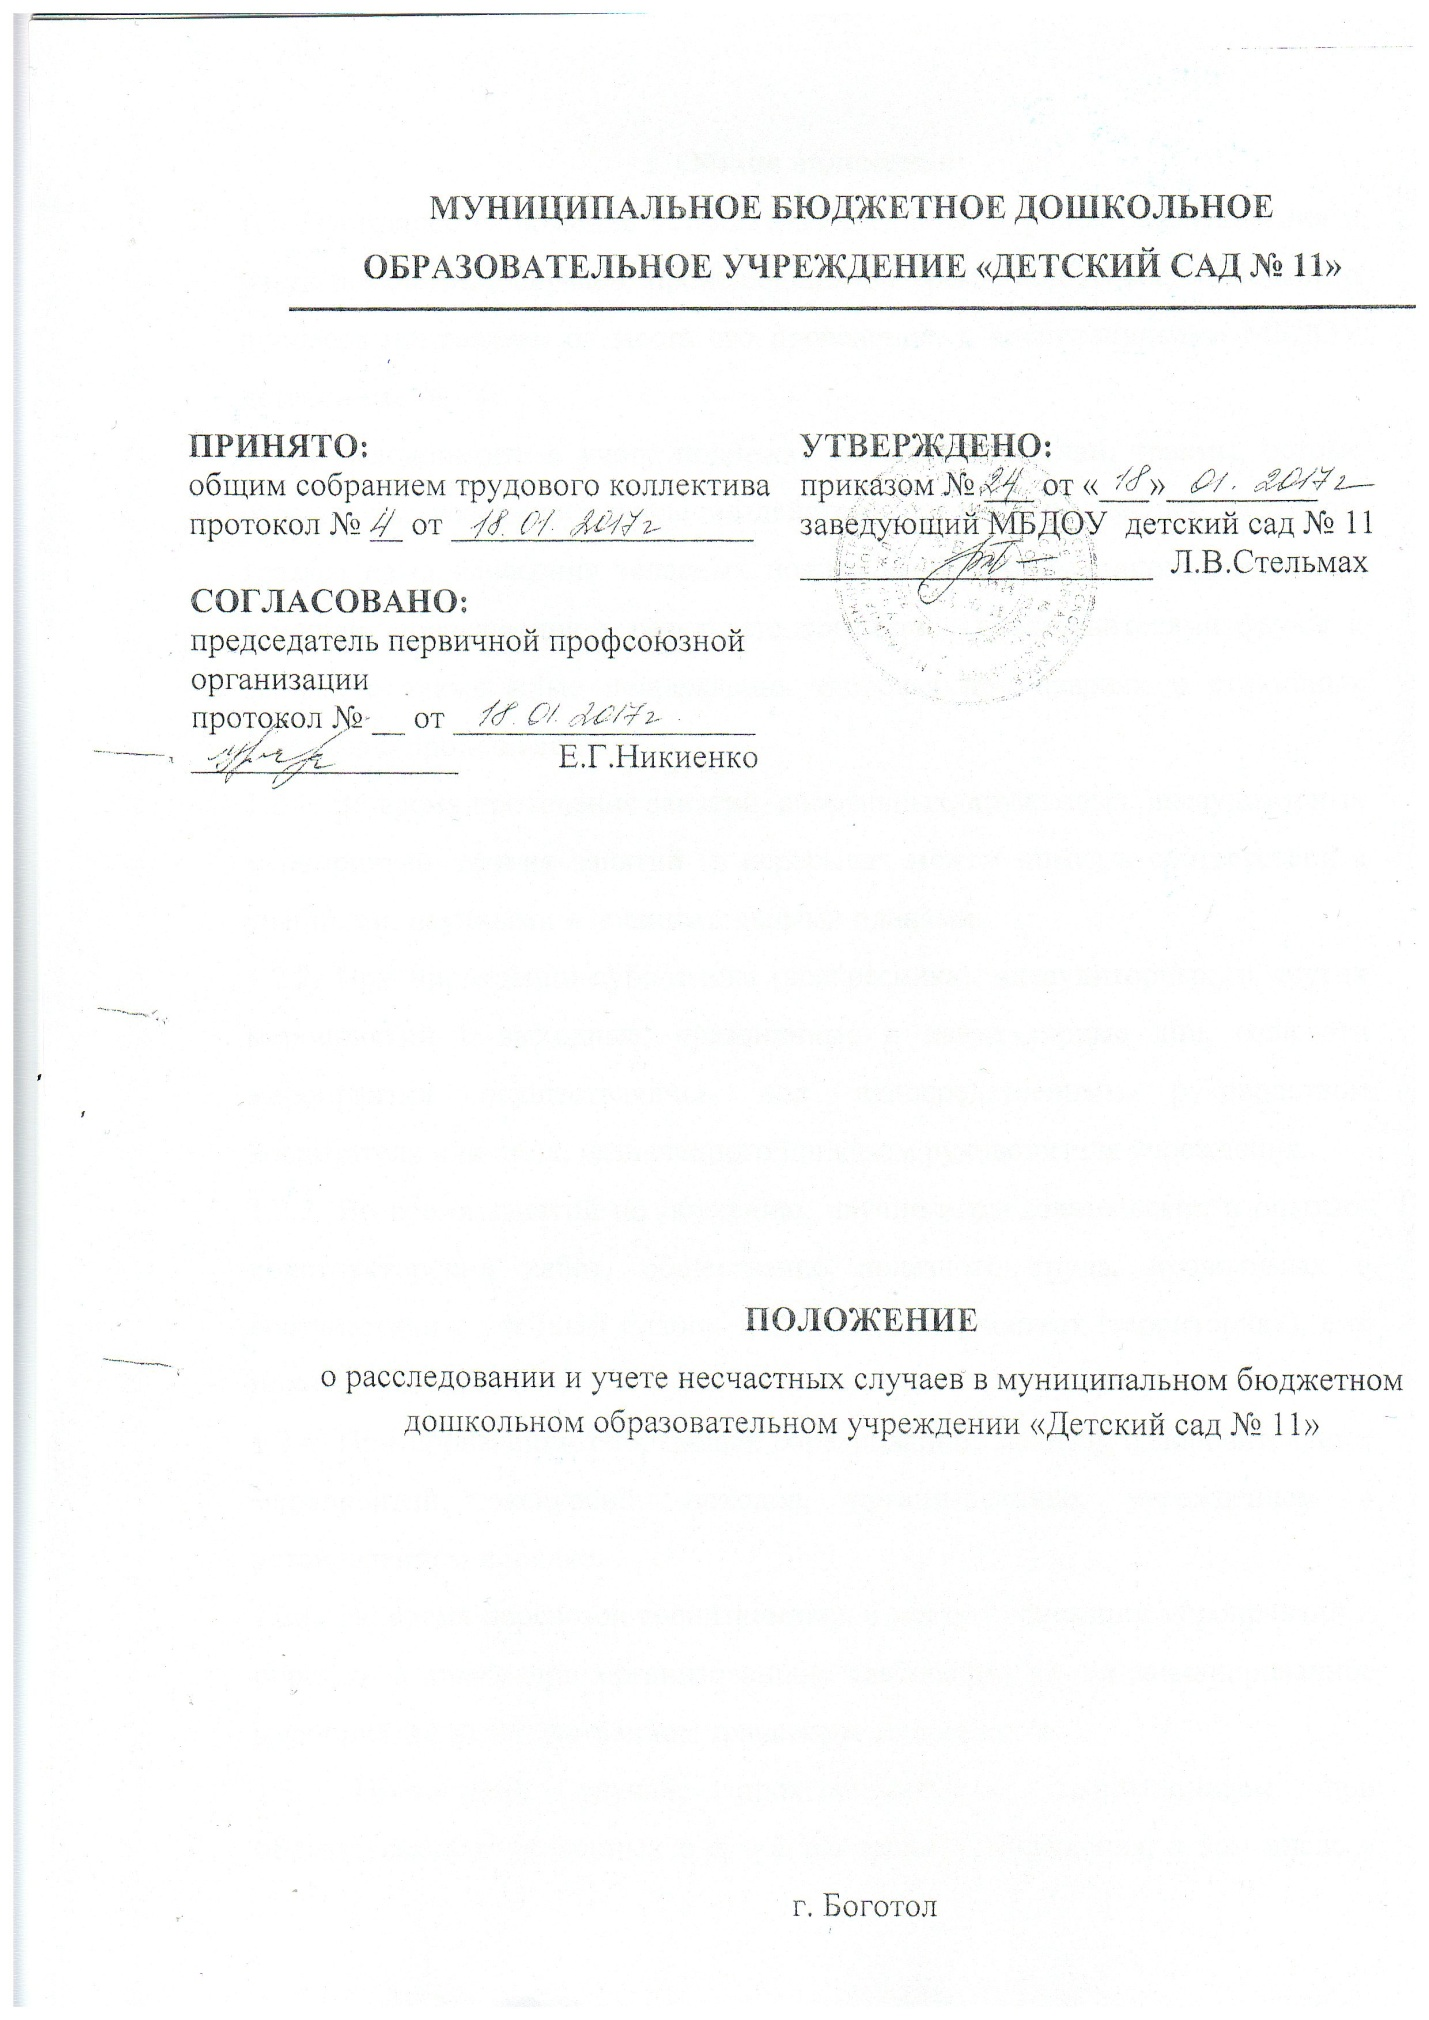 МУНИЦИПАЛЬНОЕ БЮДЖЕТНОЕ ДОШКОЛЬНОЕ
ОБРАЗОВАТЕЛЬНОЕ УЧРЕЖДЕНИЕ «ДЕТСКИЙ САД № 11»
ПРИНЯТО:
общим собранием трудового коллектива
протокол № 4 от 18.01.2017г
СОГЛАСОВАНО:
председатель первичной профсоюзной
организации
протокол № __ от 18.01.2017г.
Е.Г.Никиенко
УТВЕРЖДЕНО:
приказом № 24 от «18» 01. 2017г
заведующий МБДОУ детский сад № 11
Л.В.Стельмах
ПОЛОЖЕНИЕ
о расследовании и учете несчастных случаев в муниципальном бюджетном
дошкольном образовательном учреждении «Детский сад № 11»
г. Боготол